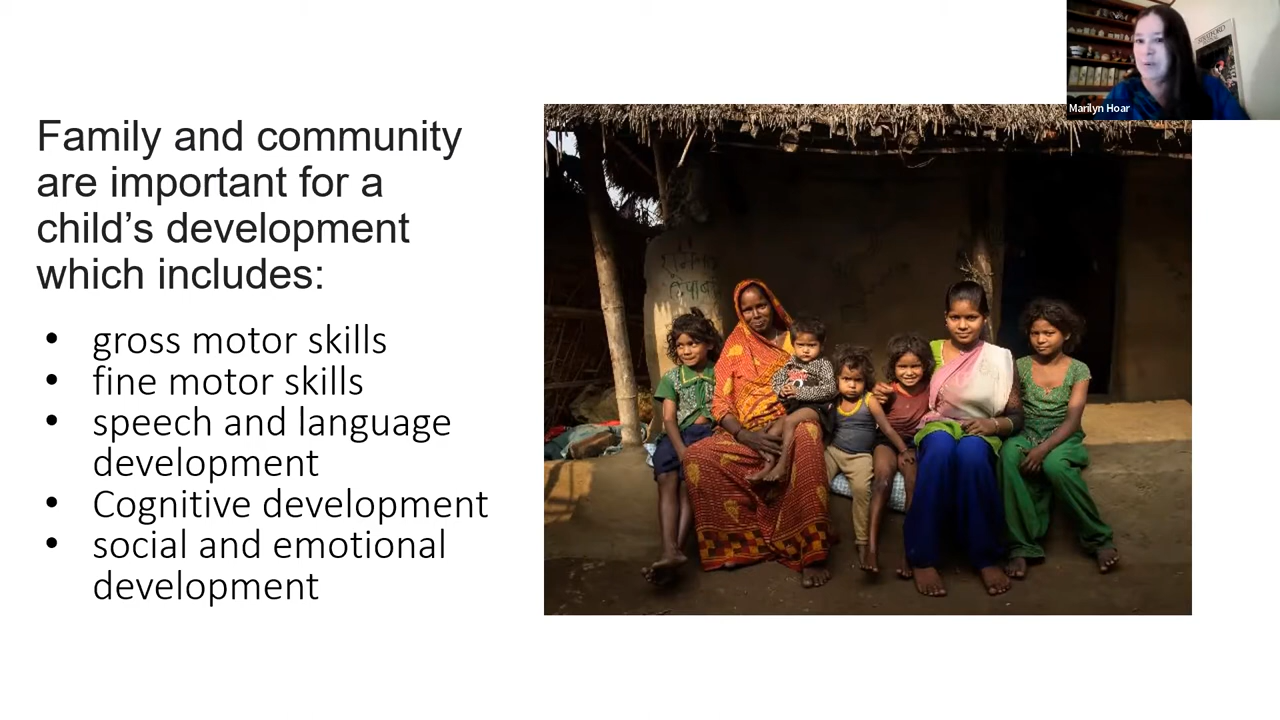 Family and community
are important for a
child’s development
which includes:
• gross motor skills
• fine motor skills
• speech and language
development
• Cognitive development
• social and emotional
development
Marilyn Hoar